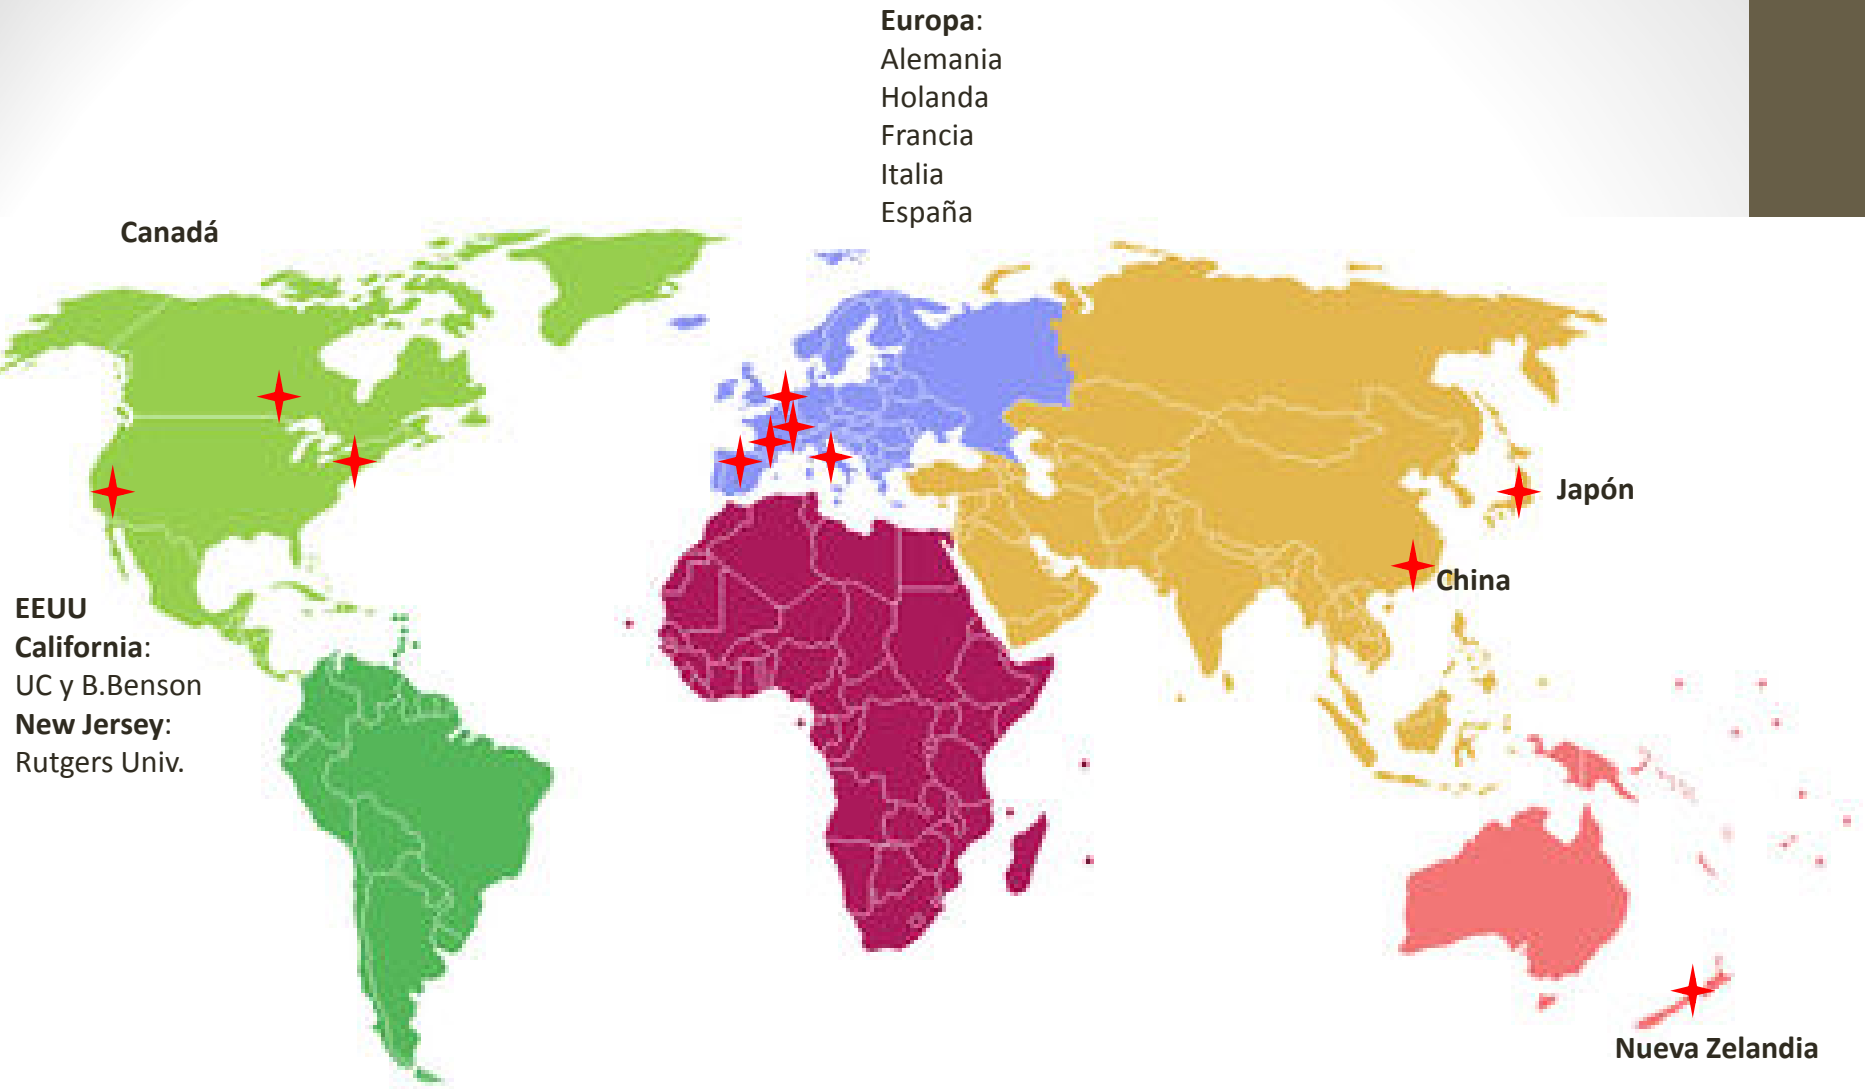 Europa:
Alemania
Holanda
Francia
Italia
España
Canadá
Japón
China
EEUU
California:
UC y B.Benson
New Jersey:
Rutgers Univ.
Nueva Zelandia